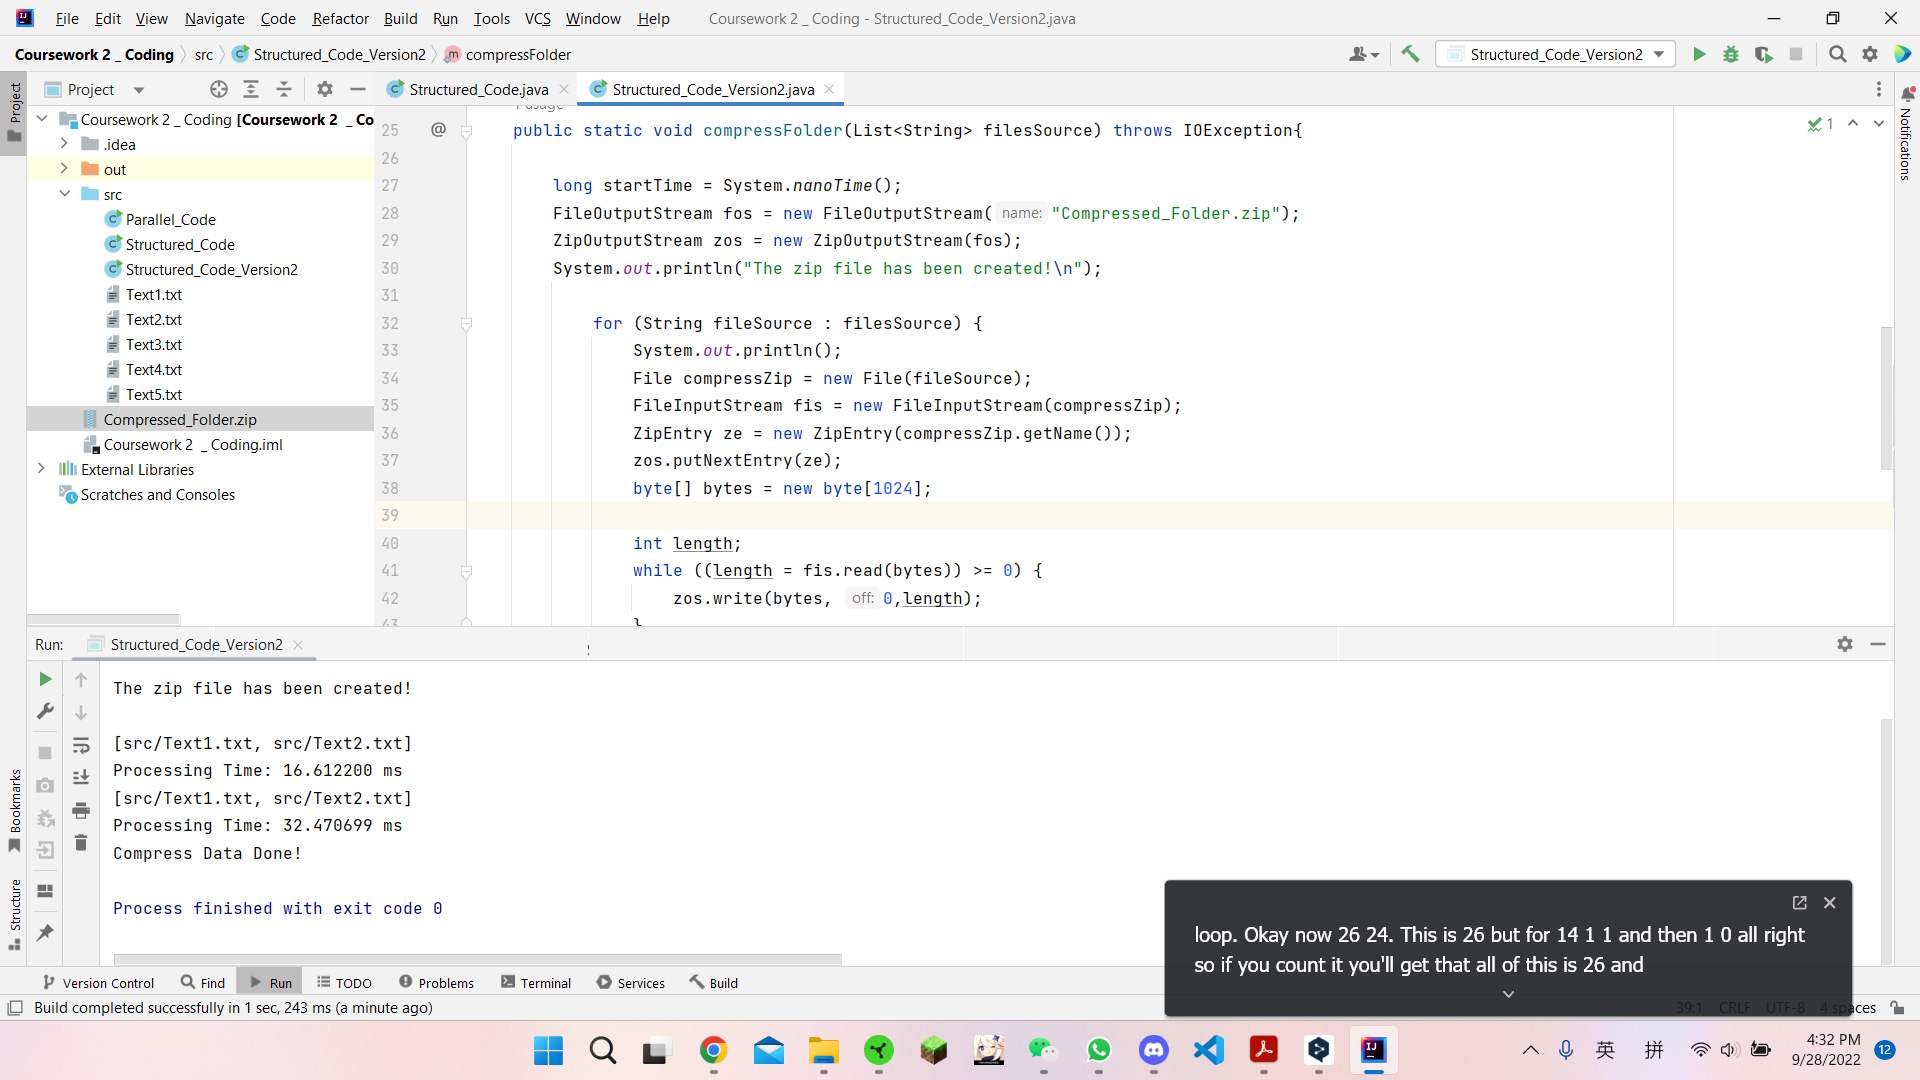 File Edit View Navigate Code Refactor Build Run Tools VCS Window Help Coursework 2 _ Coding - Structured_Code_Version2.java
Coursework 2 _ Coding src Structured_Code_Version2 compressFolder Structured_Code_Version2
Project Structured_Code.java Structured_Code_Version2.java
Project
Notifications
Bookmarks
Structure
Coursework 2 _ Coding [Coursework 2 _ Co
.idea
out
src
Parallel_Code
Structured_Code
Structured_Code_Version2
Text1.txt
Text2.txt
Text3.txt
Text4.txt
Text5.txt
Compressed_Folder.zip
Coursework 2 _ Coding.iml
External Libraries
Scratches and Consoles
1
25 @ public static void compressFolder(List<String> filesSource) throws IOException{
26
27 long startTime = System.nanoTime();
28 FileOutputStream fos = new FileOutputStream( name: "Compressed_Folder.zip");
29 ZipOutputStream zos = new ZipOutputStream(fos);
30 System.out.println("The zip file has been created!\n");
31
32 for (String fileSource : filesSource) {
33 System.out.println();
34 File compressZip = new File(fileSource);
35 FileInputStream fis = new FileInputStream(compressZip);
36 ZipEntry ze = new ZipEntry(compressZip.getName());
37 zos.putNextEntry(ze);
38 byte[] bytes = new byte[1024];
39
40 int length;
41 while ((length = fis.read(bytes)) >= 0) {
42 zos.write(bytes, off: 0,length);
43 }
Run: Structured_Code_Version2
The zip file has been created!
[src/Text1.txt, src/Text2.txt]
Processing Time: 16.612200 ms
[src/Text1.txt, src/Text2.txt]
Processing Time: 32.470699 ms
Compress Data Done!
Process finished with exit code 0
loop. Okay now 26 24. This is 26 but for 14 1 1 and then 1 0 all right
so if you count it you'll get that all of this is 26 and
Version Control Find Run TODO Problems Terminal Services Build
Build completed successfully in 1 sec, 243 ms (a minute ago) 39:1 CRLF UTF-8 4 spaces
英 拼 4:32 PM
9/28/2022 12